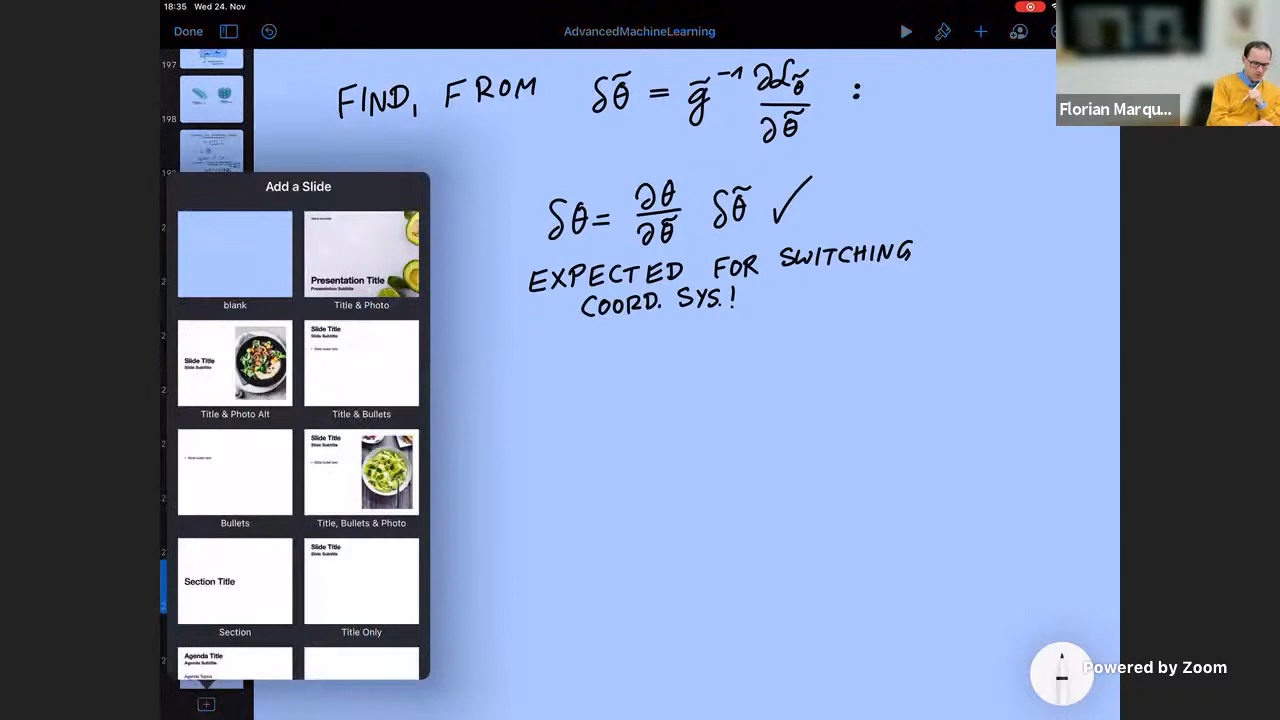 18:35 Wed 24. Nov
Done
AdvancedMachineLearning
197
198
Florian Marqu...
FIND, FROM δθ̃ = g̃⁻¹ ∂ℒ_θ̃ / ∂θ̃ :
δθ = ∂θ/∂θ̃ δθ̃ ✓
EXPECTED FOR SWITCHING
COORD. SYS.!
Add a Slide
Presentation Title
Presentation Subtitle
blank
Title & Photo
Slide Title
Slide Subtitle
Slide Title
Slide Subtitle
Title & Photo Alt
Title & Bullets
Slide Title
Slide Subtitle
Bullets
Title, Bullets & Photo
Section Title
Slide Title
Slide Subtitle
Section
Title Only
Agenda Title
Agenda Subtitle
Agenda Topics
Powered by Zoom